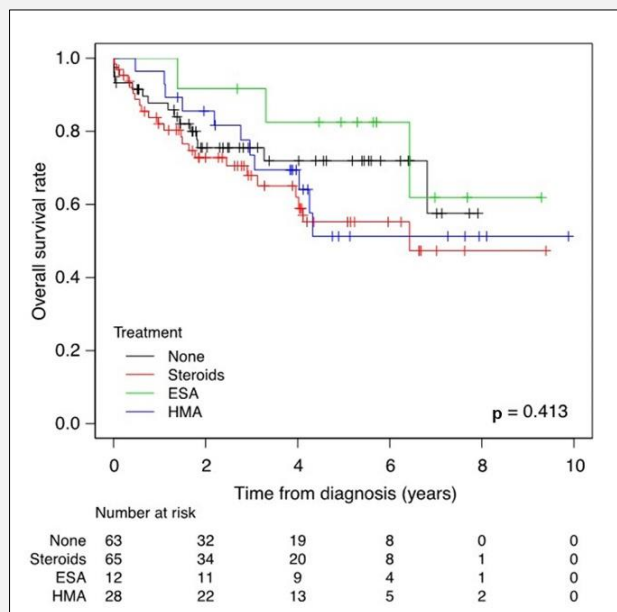 1.0
0.8
0.6
0.4
0.2
0.0
Overall survival rate
Treatment
None
Steroids
ESA
HMA
p = 0.413
0 2 4 6 8 10
Time from diagnosis (years)
Number at risk
None 63 32 19 8 0 0
Steroids 65 34 20 8 1 0
ESA 12 11 9 4 1 0
HMA 28 22 13 5 2 0